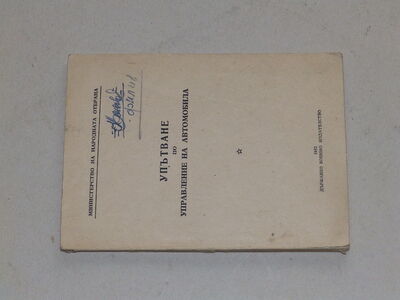 МИНИСТЕРСТВО НА НАРОДНАТА ОТБРАНА
УПЪТВАНЕ
ПО
УПРАВЛЕНИЕ НА АВТОМОБИЛА
ДЪРЖАВНО ВОЕННО ИЗДАТЕЛСТВО